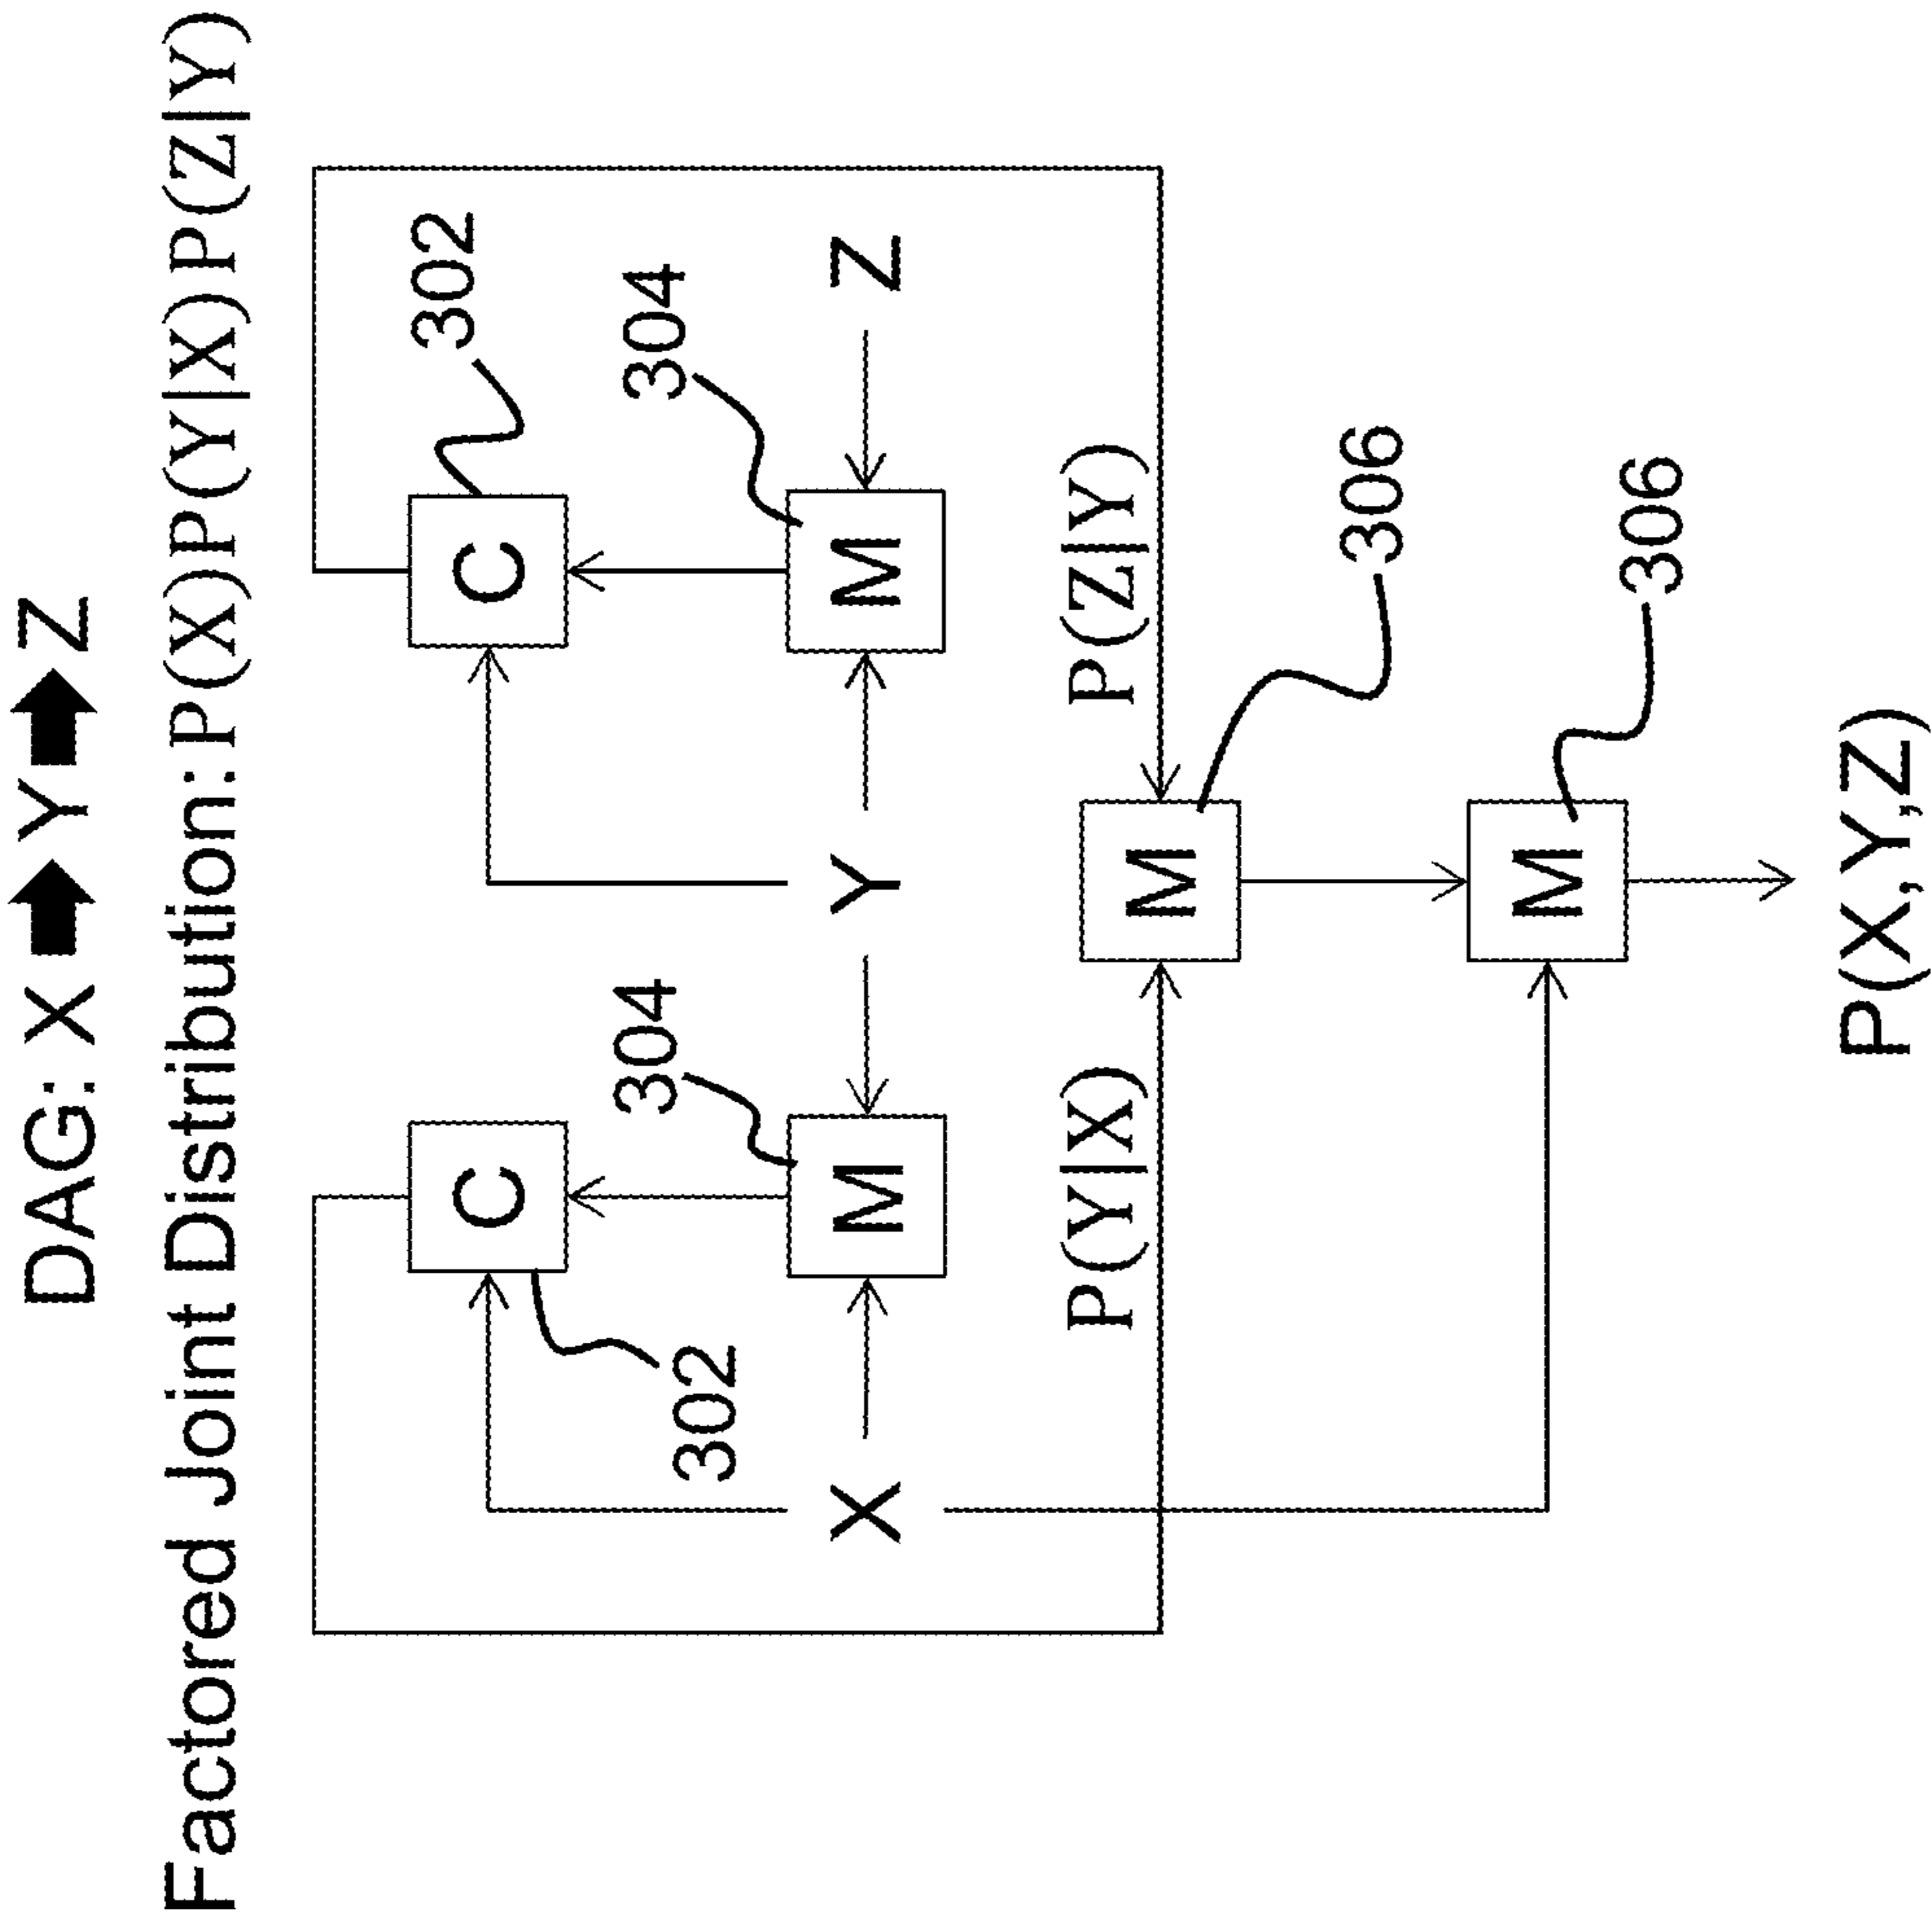 DAG: X ➡ Y ➡ Z
Factored Joint Distribution: P(X)P(Y|X)P(Z|Y)
302
302
C
C
304
304
X
M
Y
M
Z
P(Y|X)
P(Z|Y)
M
306
M
306
P(X,Y,Z)